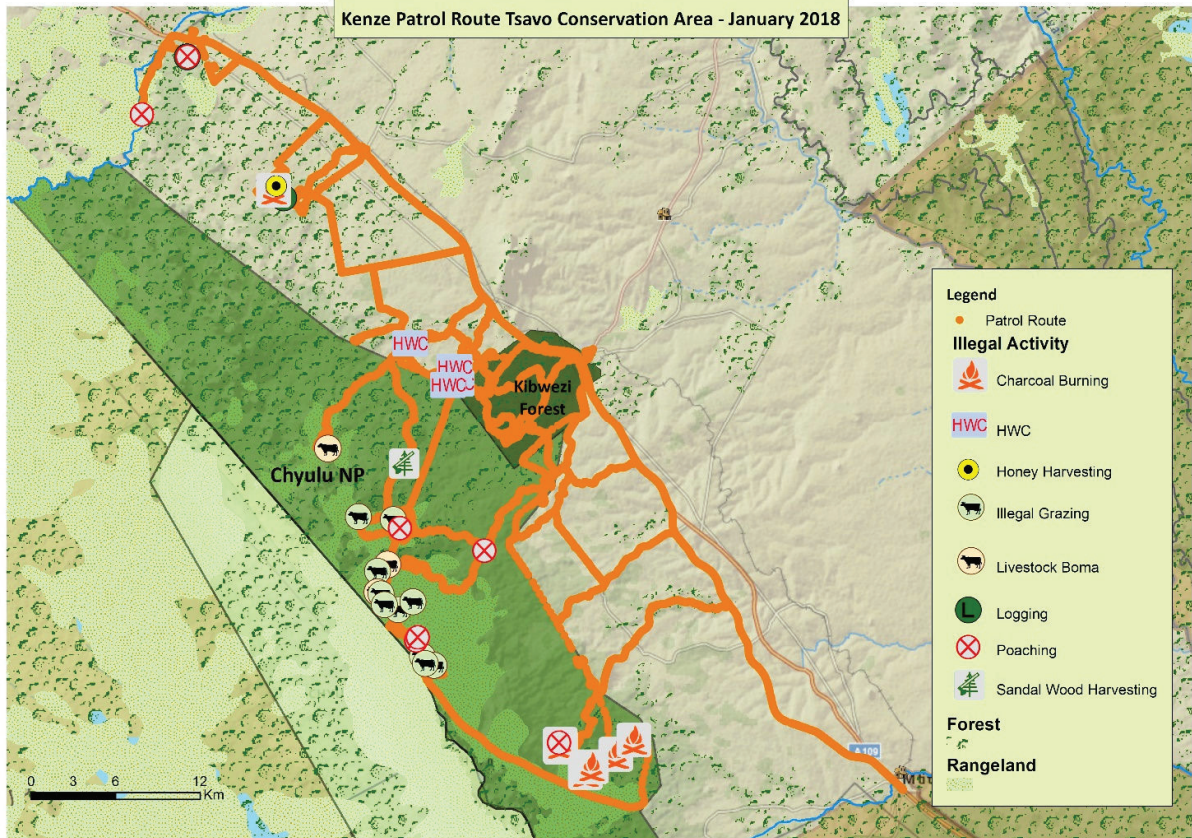 Kenze Patrol Route Tsavo Conservation Area - January 2018
HWC
HWC
HWC
Kibwezi
Forest
Chyulu NP
A 109
0 3 6 12
Km
Legend
Patrol Route
Illegal Activity
Charcoal Burning
HWC
HWC
Honey Harvesting
Illegal Grazing
Livestock Boma
L
Logging
Poaching
Sandal Wood Harvesting
Forest
Rangeland